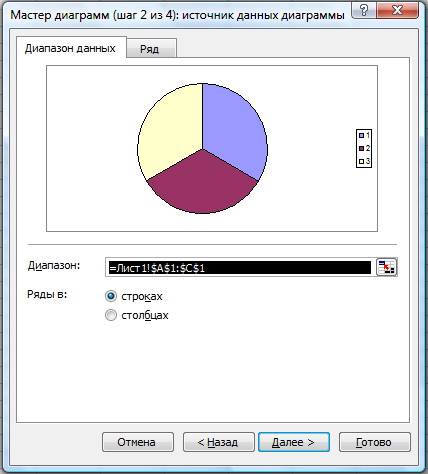 Мастер диаграмм (шаг 2 из 4): источник данных диаграммы
Диапазон данных
Ряд
1
2
3
Диапазон:
=Лист1!$A$1:$C$1
Ряды в:
строках
столбцах
Отмена
< Назад
Далее >
Готово